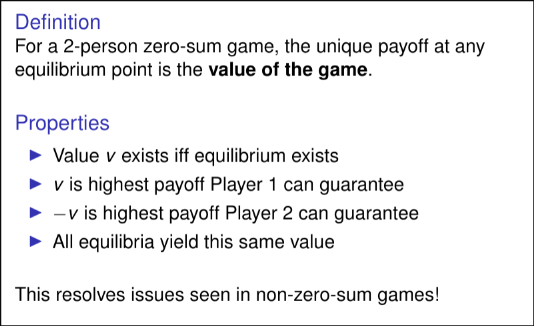 Definition
For a 2-person zero-sum game, the unique payoff at any
equilibrium point is the value of the game.
Properties
▶ Value v exists iff equilibrium exists
▶ v is highest payoff Player 1 can guarantee
▶ −v is highest payoff Player 2 can guarantee
▶ All equilibria yield this same value
This resolves issues seen in non-zero-sum games!